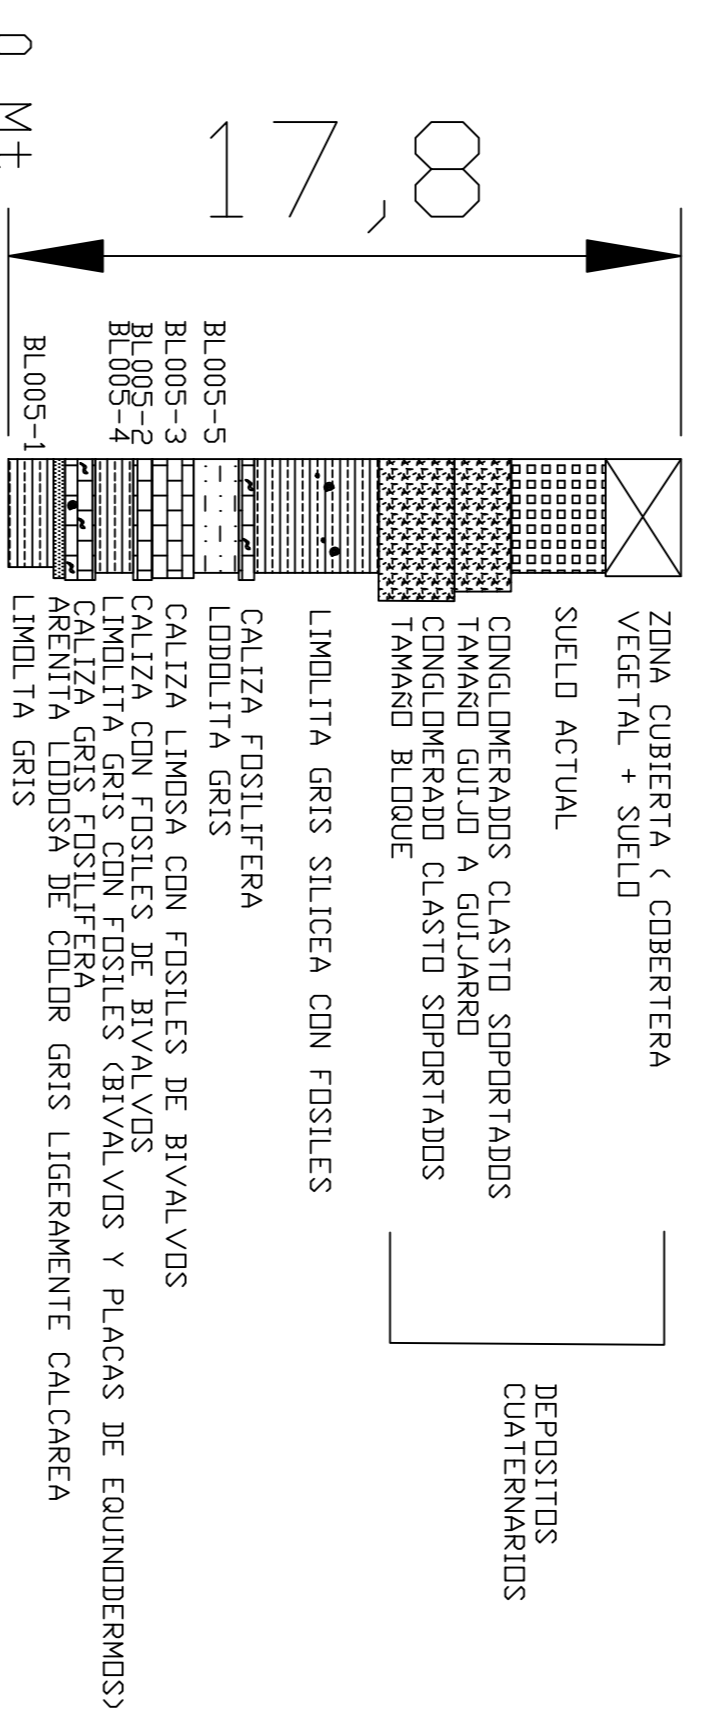 0 Mt
17,8
BL005-5
BL005-3
BL005-2
BL005-4
BL005-1
ZONA CUBIERTA ( COBERTERA
VEGETAL + SUELO
SUELO ACTUAL
CONGLOMERADOS CLASTO SOPORTADOS
TAMAÑO GUIJO A GUIJARRO
CONGLOMERADO CLASTO SOPORTADOS
TAMAÑO BLOQUE
LIMOLITA GRIS SILICEA CON FOSILES
CALIZA FOSILIFERA
LODOLITA GRIS
CALIZA LIMOSA CON FOSILES DE BIVALVOS
CALIZA CON FOSILES DE BIVALVOS
LIMOLITA GRIS CON FOSILES (BIVALVOS Y PLACAS DE EQUINODERMOS)
CALIZA GRIS FOSILIFERA
ARENITA LODOSA DE COLOR GRIS LIGERAMENTE CALCAREA
LIMOLTA GRIS
DEPOSITOS
CUATERNARIOS